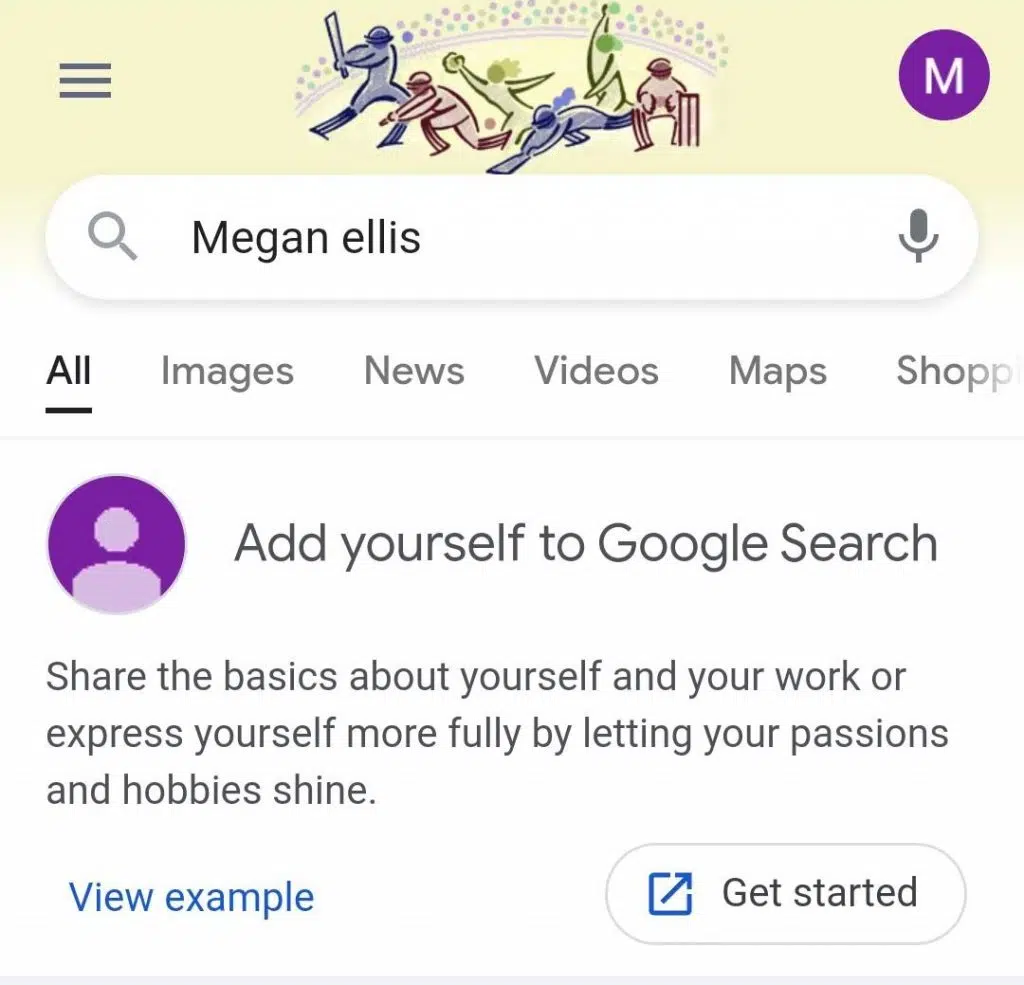 M
Megan ellis
All Images News Videos Maps Shopp
Add yourself to Google Search
Share the basics about yourself and your work or
express yourself more fully by letting your passions
and hobbies shine.
View example Get started